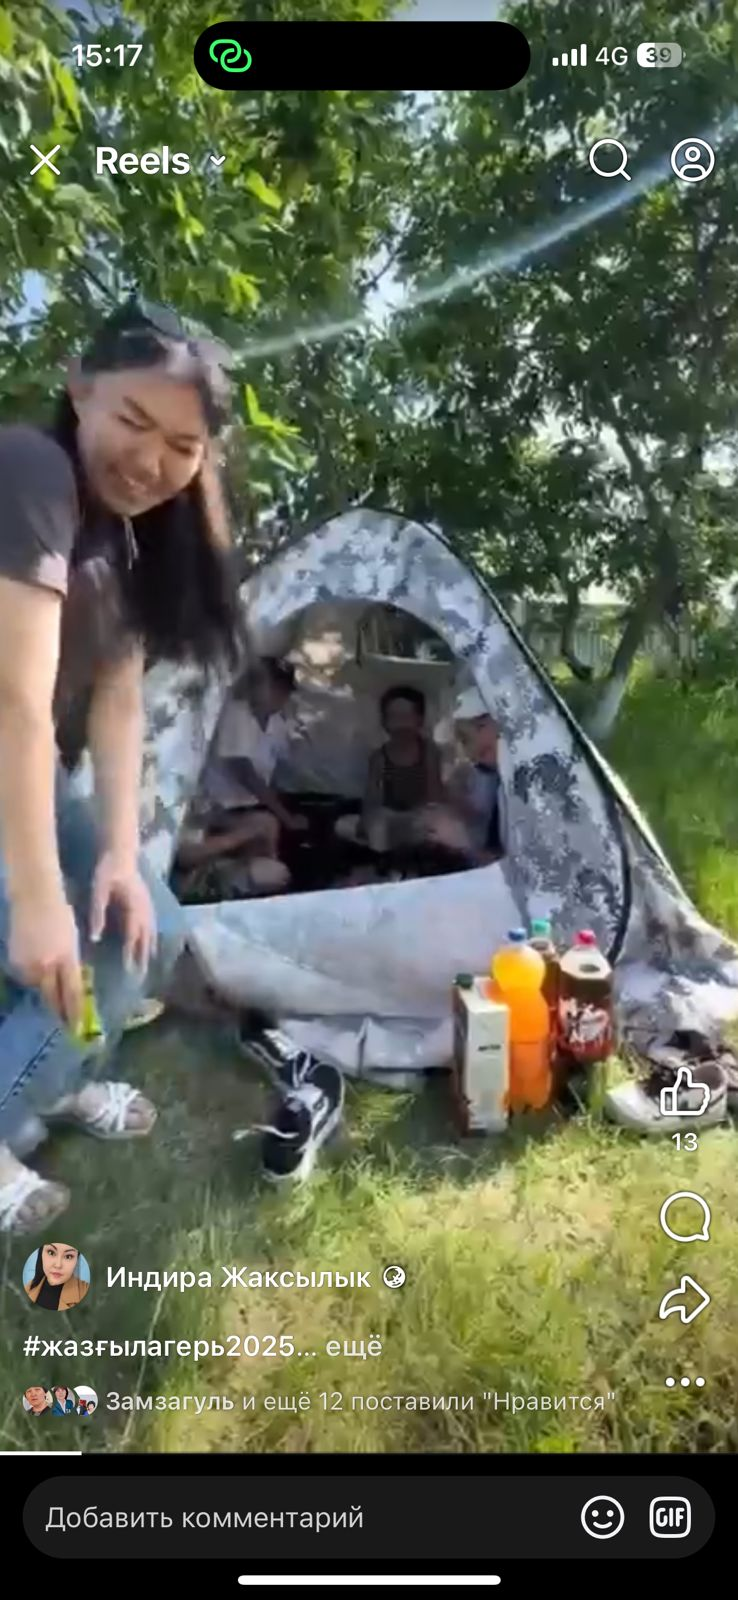 15:17
4G 39
Reels
13
Индира Жаксылык
#жазғылагерь2025... ещё
Замзагуль и ещё 12 поставили "Нравится"
Добавить комментарий
GIF